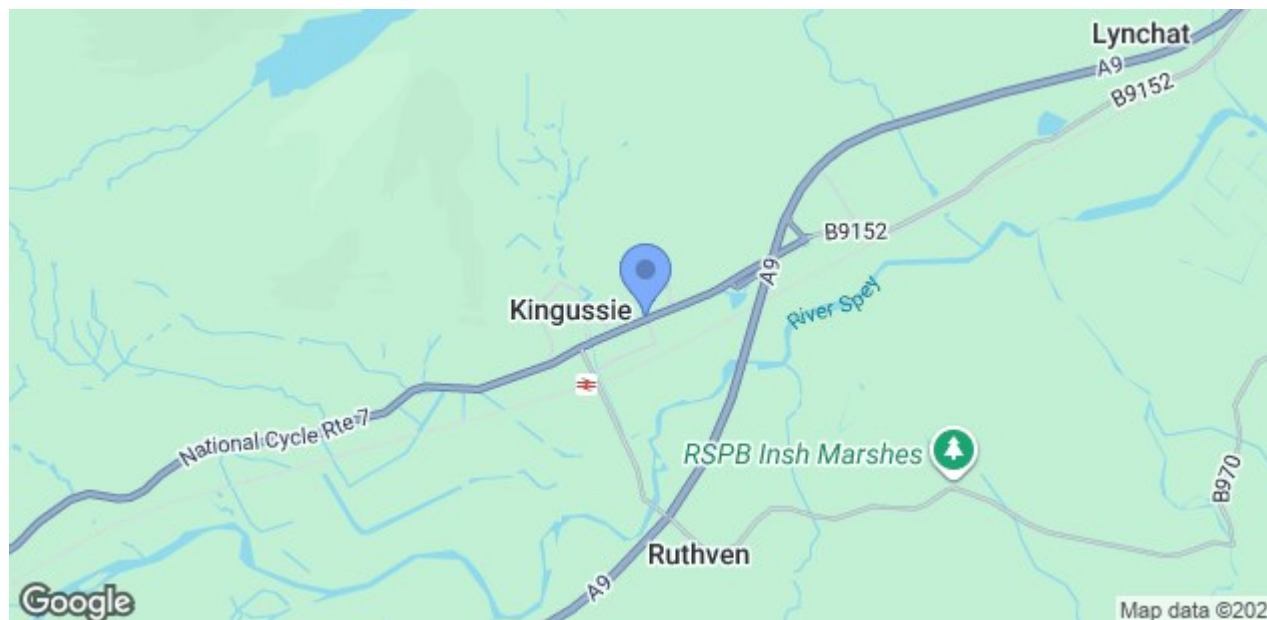 Lynchat
A9
B9152
B9152
A9
River Spey
Kingussie
National Cycle Rte 7
RSPB Insh Marshes
B970
Ruthven
A9
Google
Map data ©202